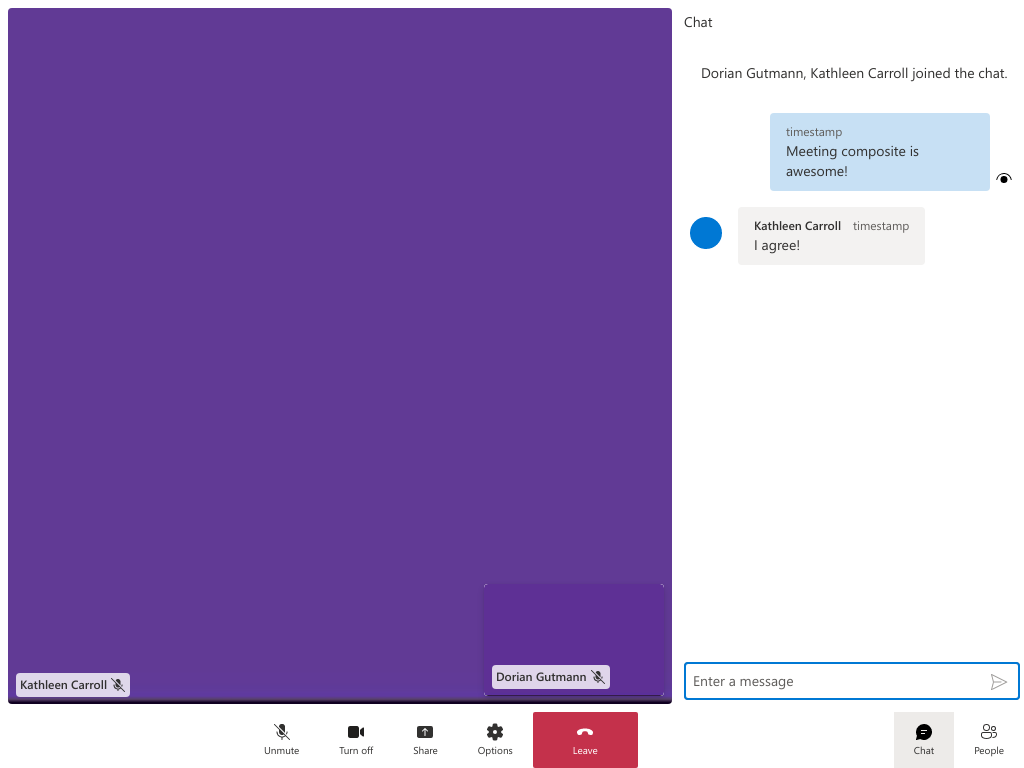 Chat
Dorian Gutmann, Kathleen Carroll joined the chat.
timestamp
Meeting composite is
awesome!
Kathleen Carroll timestamp
I agree!
Kathleen Carroll
Dorian Gutmann
Enter a message
Unmute
Turn off
Share
Options
Leave
Chat
People